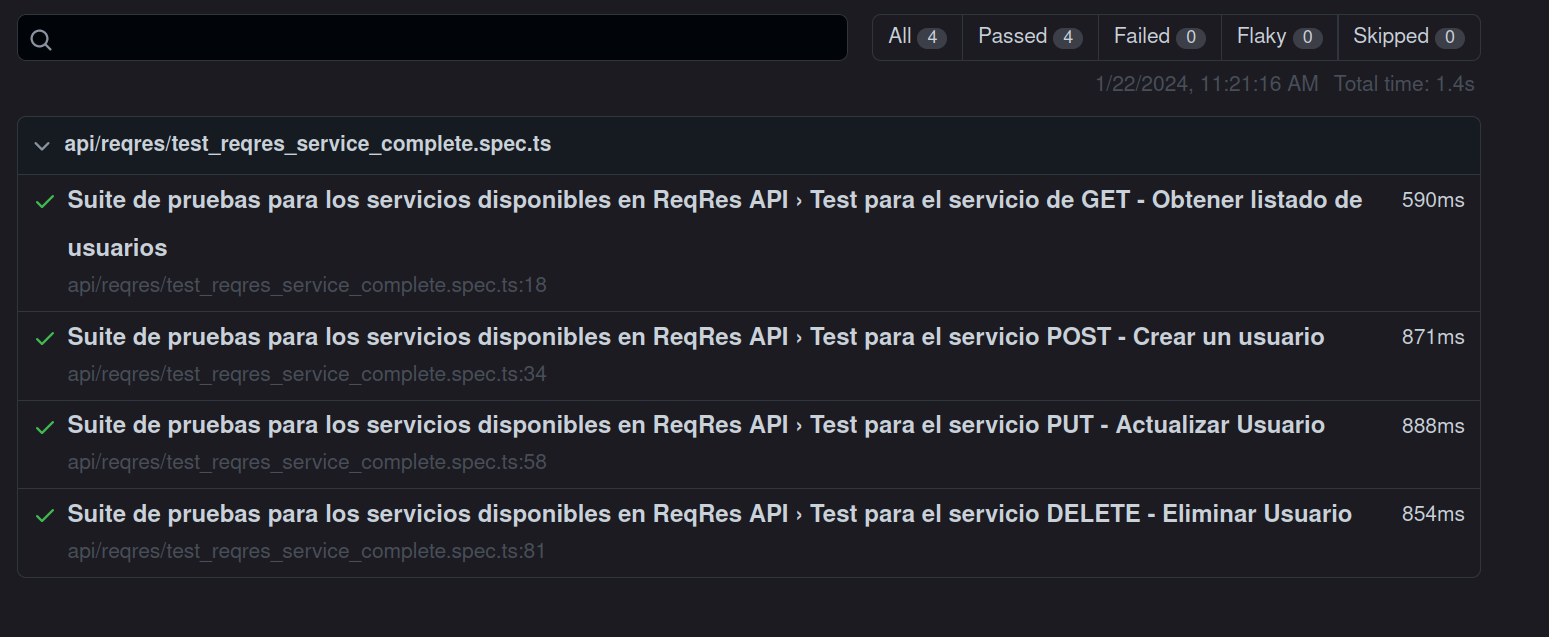 All 4 Passed 4 Failed 0 Flaky 0 Skipped 0
1/22/2024, 11:21:16 AM Total time: 1.4s
api/reqres/test_reqres_service_complete.spec.ts
Suite de pruebas para los servicios disponibles en ReqRes API › Test para el servicio de GET - Obtener listado de 590ms
usuarios
api/reqres/test_reqres_service_complete.spec.ts:18
Suite de pruebas para los servicios disponibles en ReqRes API › Test para el servicio POST - Crear un usuario 871ms
api/reqres/test_reqres_service_complete.spec.ts:34
Suite de pruebas para los servicios disponibles en ReqRes API › Test para el servicio PUT - Actualizar Usuario 888ms
api/reqres/test_reqres_service_complete.spec.ts:58
Suite de pruebas para los servicios disponibles en ReqRes API › Test para el servicio DELETE - Eliminar Usuario 854ms
api/reqres/test_reqres_service_complete.spec.ts:81